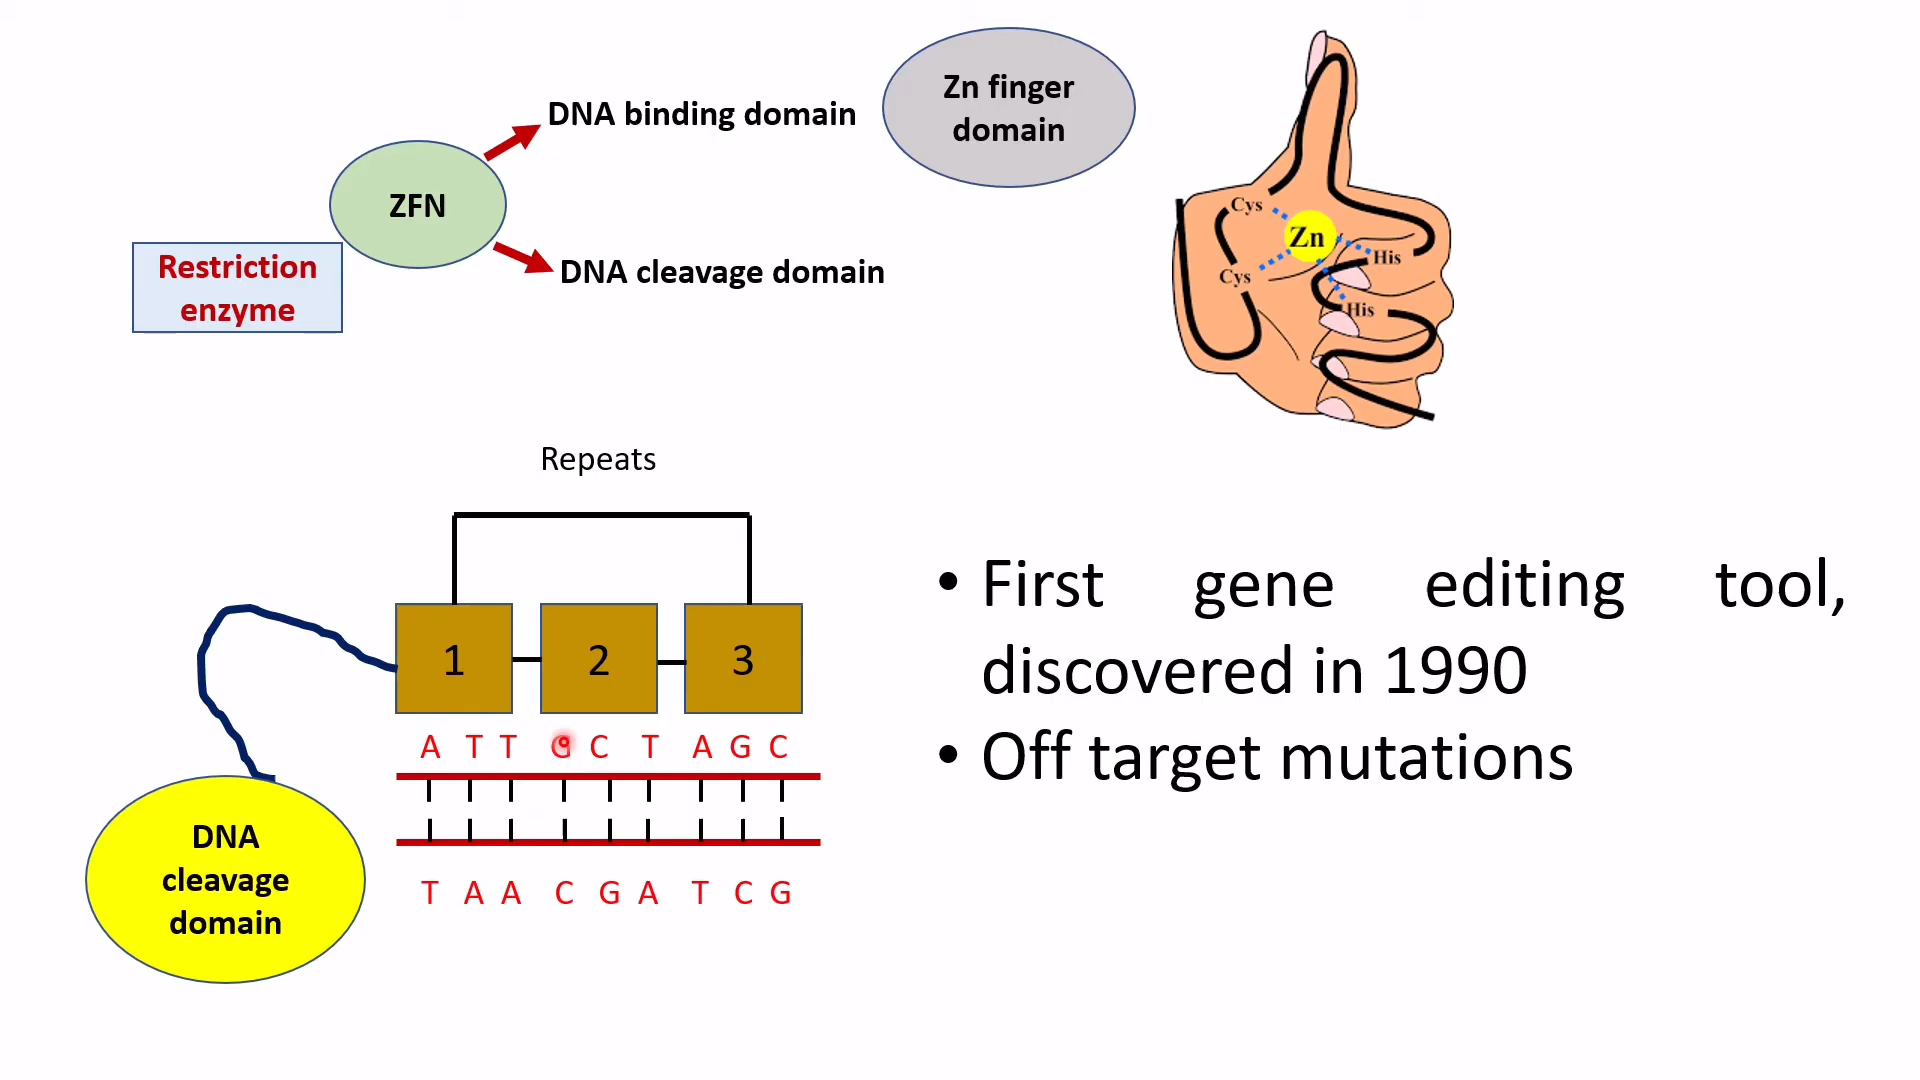 DNA binding domain
Zn finger
domain
ZFN
Restriction
enzyme
DNA cleavage domain
Cys
Zn
His
Cys
His
Repeats
1 2 3
A T T G C T A G C
T A A C G A T C G
DNA
cleavage
domain
• First gene editing tool,
discovered in 1990
• Off target mutations